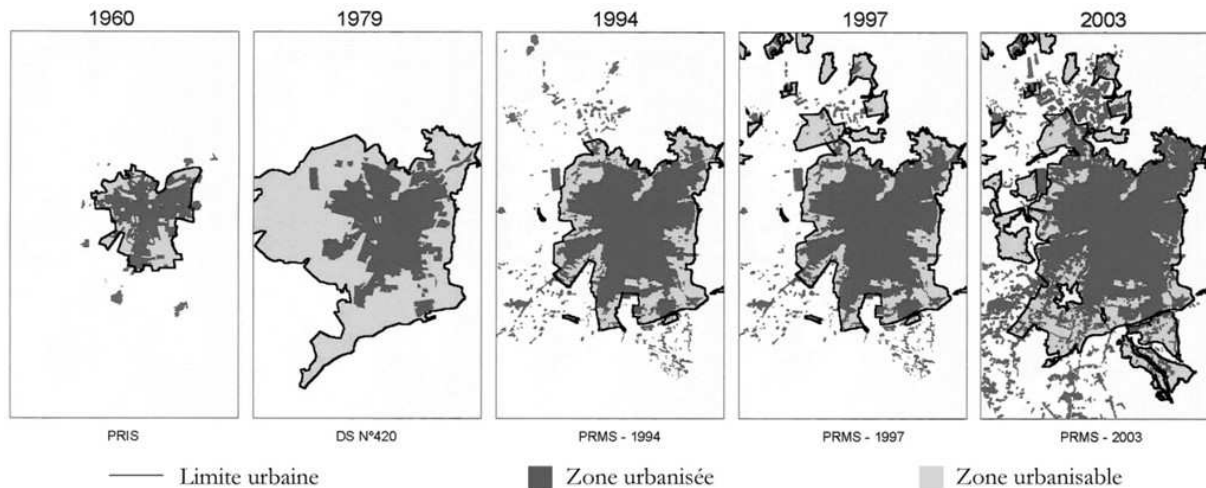 1960 1979 1994 1997 2003
PRIS DS N°420 PRMS - 1994 PRMS - 1997 PRMS - 2003
Limite urbaine Zone urbanisée Zone urbanisable